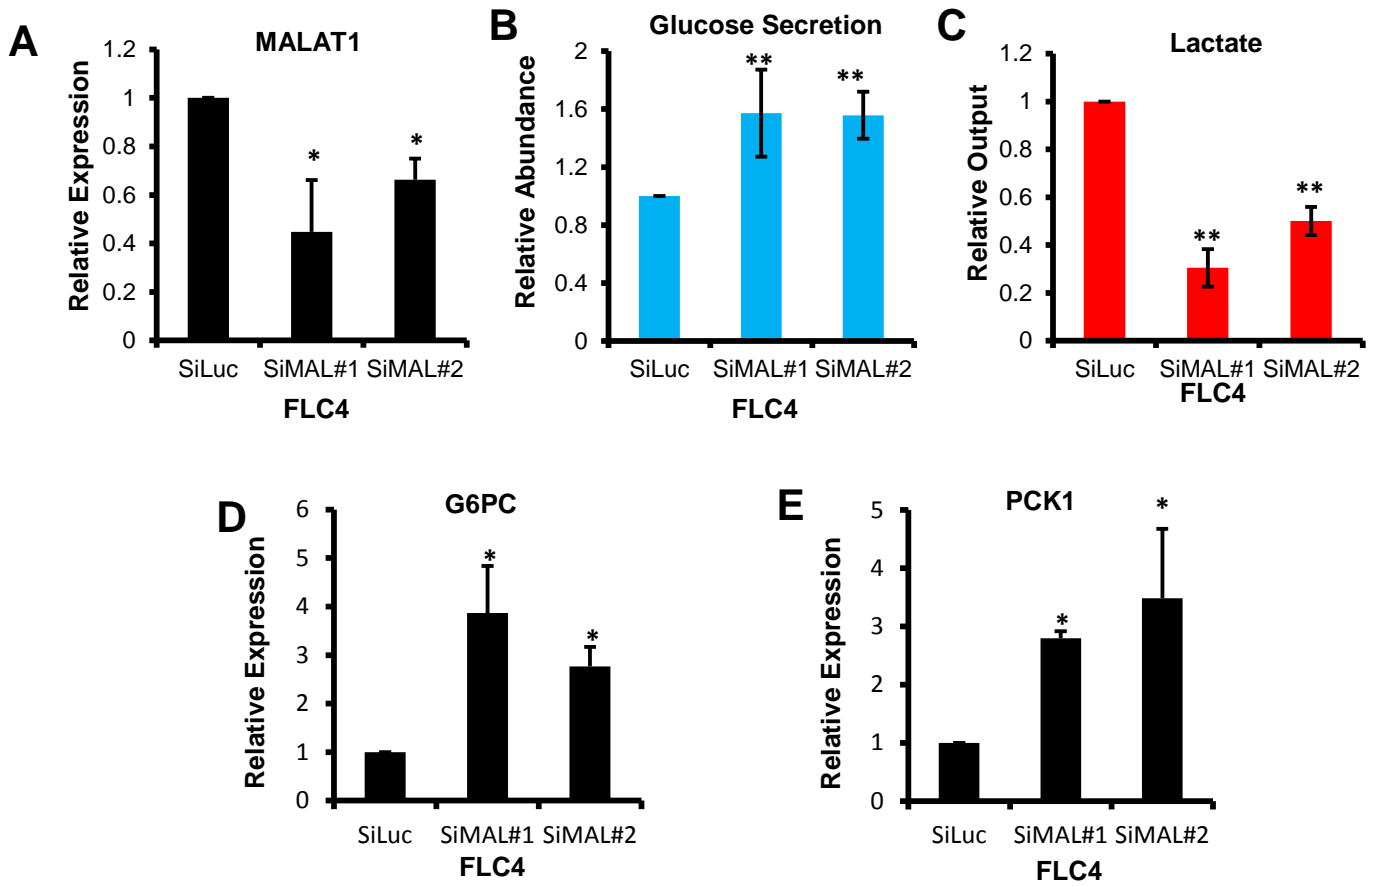 A
MALAT1
Relative Expression
1.2
1
0.8
0.6
0.4
0.2
0
*
*
SiLuc SiMAL#1 SiMAL#2
FLC4
B
Glucose Secretion
Relative Abundance
2
1.6
1.2
0.8
0.4
0
**
**
SiLuc SiMAL#1 SiMAL#2
FLC4
C
Lactate
Relative Output
1.2
1
0.8
0.6
0.4
0.2
0
**
**
SiLuc SiMAL#1 SiMAL#2
FLC4
D
G6PC
Relative Expression
6
5
4
3
2
1
0
*
*
SiLuc SiMAL#1 SiMAL#2
FLC4
E
PCK1
Relative Expression
5
4
3
2
1
0
*
*
SiLuc SiMAL#1 SiMAL#2
FLC4